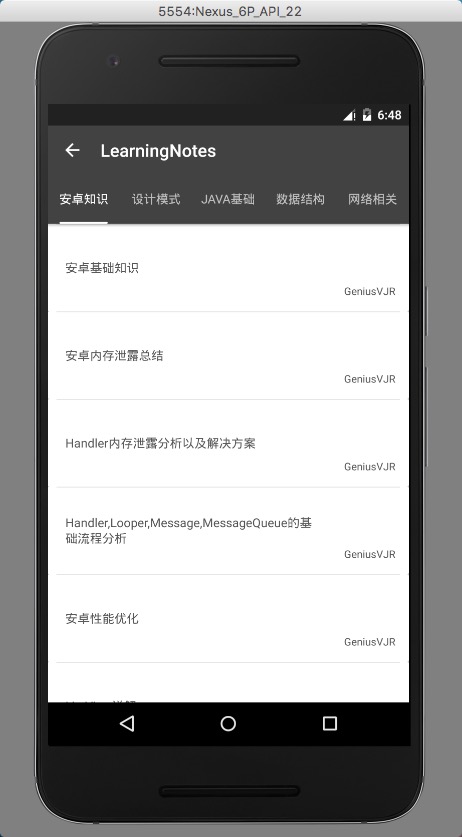 5554:Nexus_6P_API_22
6:48
LearningNotes
安卓知识 设计模式 JAVA基础 数据结构 网络相关
安卓基础知识
GeniusVJR
安卓内存泄露总结
GeniusVJR
Handler内存泄露分析以及解决方案
GeniusVJR
Handler,Looper,Message,MessageQueue的基
础流程分析
GeniusVJR
安卓性能优化
GeniusVJR